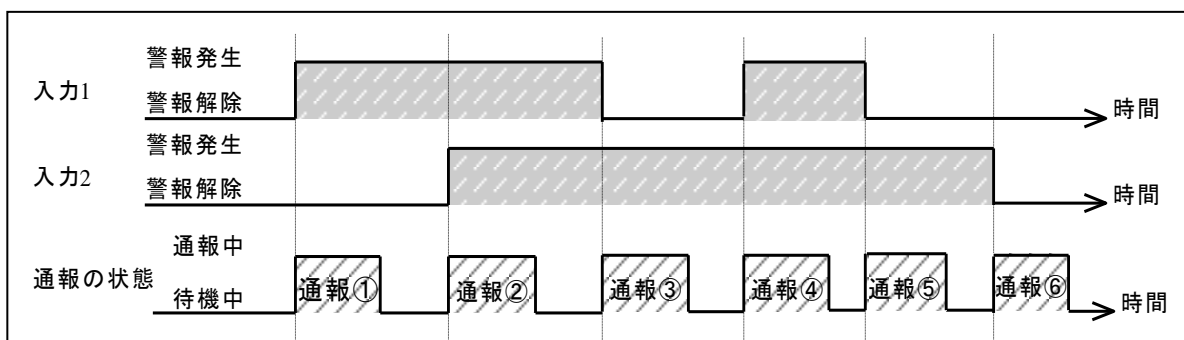 警報発生
入力1
警報解除
時間
警報発生
入力2
警報解除
時間
通報中
通報の状態
待機中
通報① 通報② 通報③ 通報④ 通報⑤ 通報⑥
時間